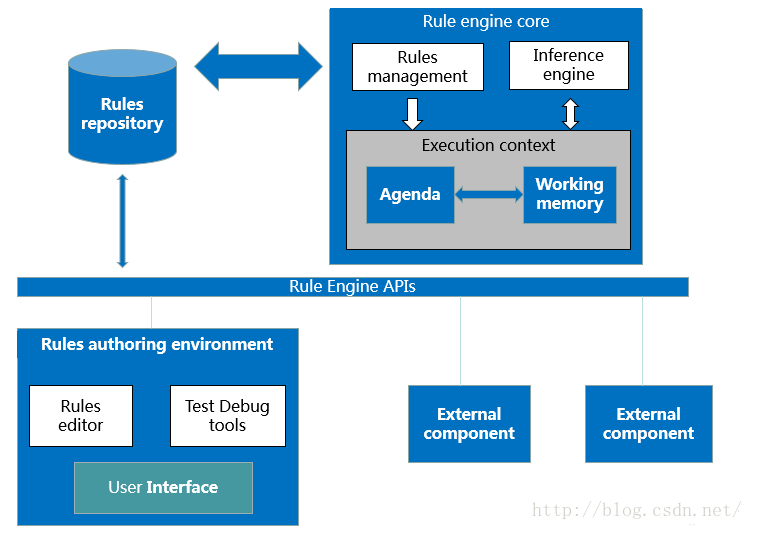 Rule engine core
Rules
management
Inference
engine
Rules
repository
Execution context
Agenda
Working
memory
Rule Engine APIs
Rules authoring environment
Rules
editor
Test Debug
tools
User Interface
External
component
External
component
http://blog.csdn.net/